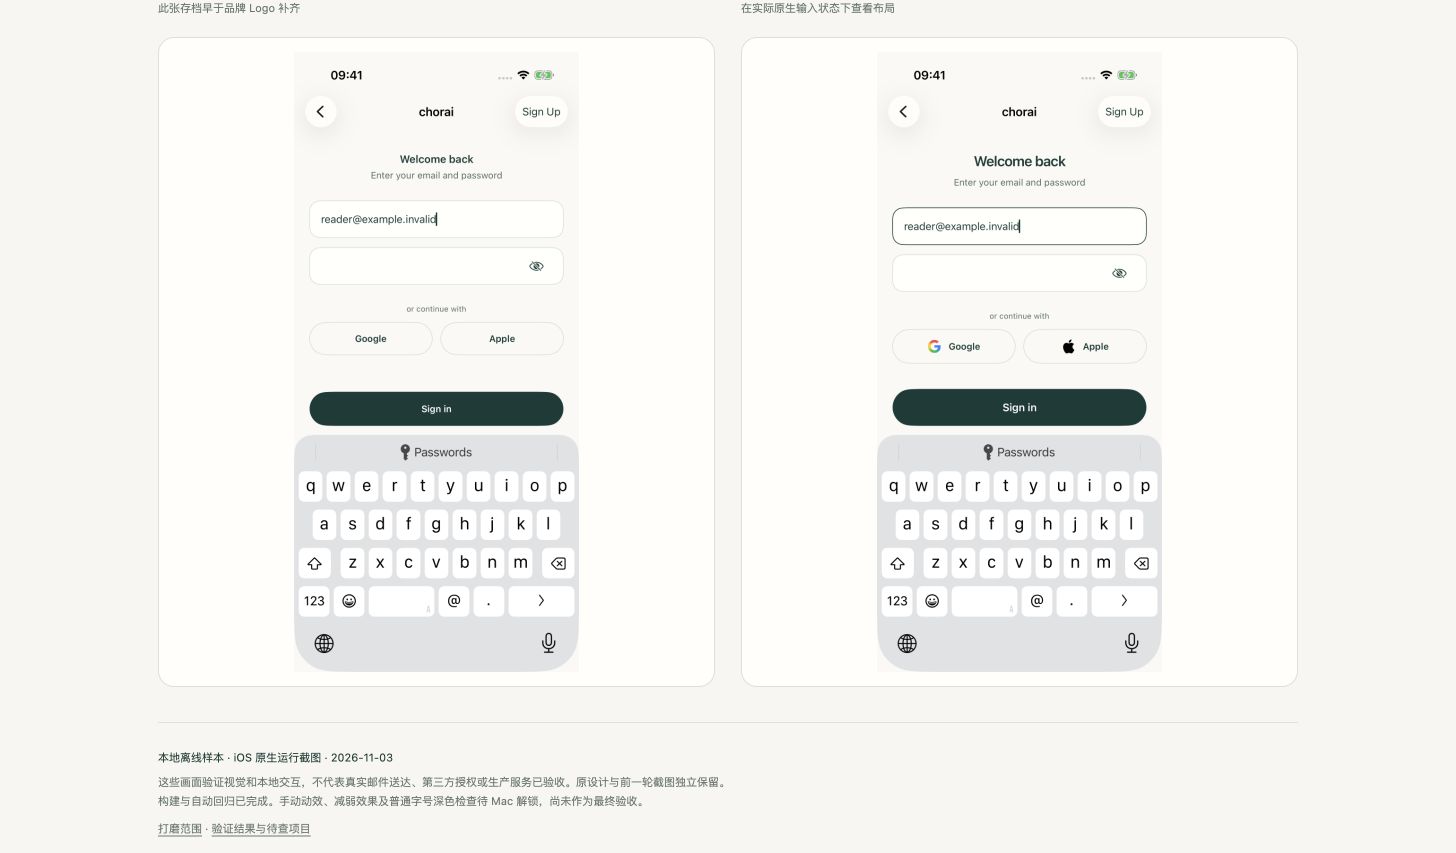 此张存档早于品牌 Logo 补齐
在实际原生输入状态下查看布局
09:41
chorai
Sign Up
Welcome back
Enter your email and password
reader@example.invalid
or continue with
Google
Apple
Sign in
Passwords
q w e r t y u i o p
a s d f g h j k l
z x c v b n m
123 @ .
09:41
chorai
Sign Up
Welcome back
Enter your email and password
reader@example.invalid
or continue with
Google
Apple
Sign in
Passwords
q w e r t y u i o p
a s d f g h j k l
z x c v b n m
123 @ .
本地离线样本 · iOS 原生运行截图 · 2026-11-03
这些画面验证视觉和本地交互，不代表真实邮件送达、第三方授权或生产服务已验收。原设计与前一轮截图独立保留。
构建与自动回归已完成。手动动效、减弱效果及普通字号深色检查待 Mac 解锁，尚未作为最终验收。
打磨范围 · 验证结果与待查项目